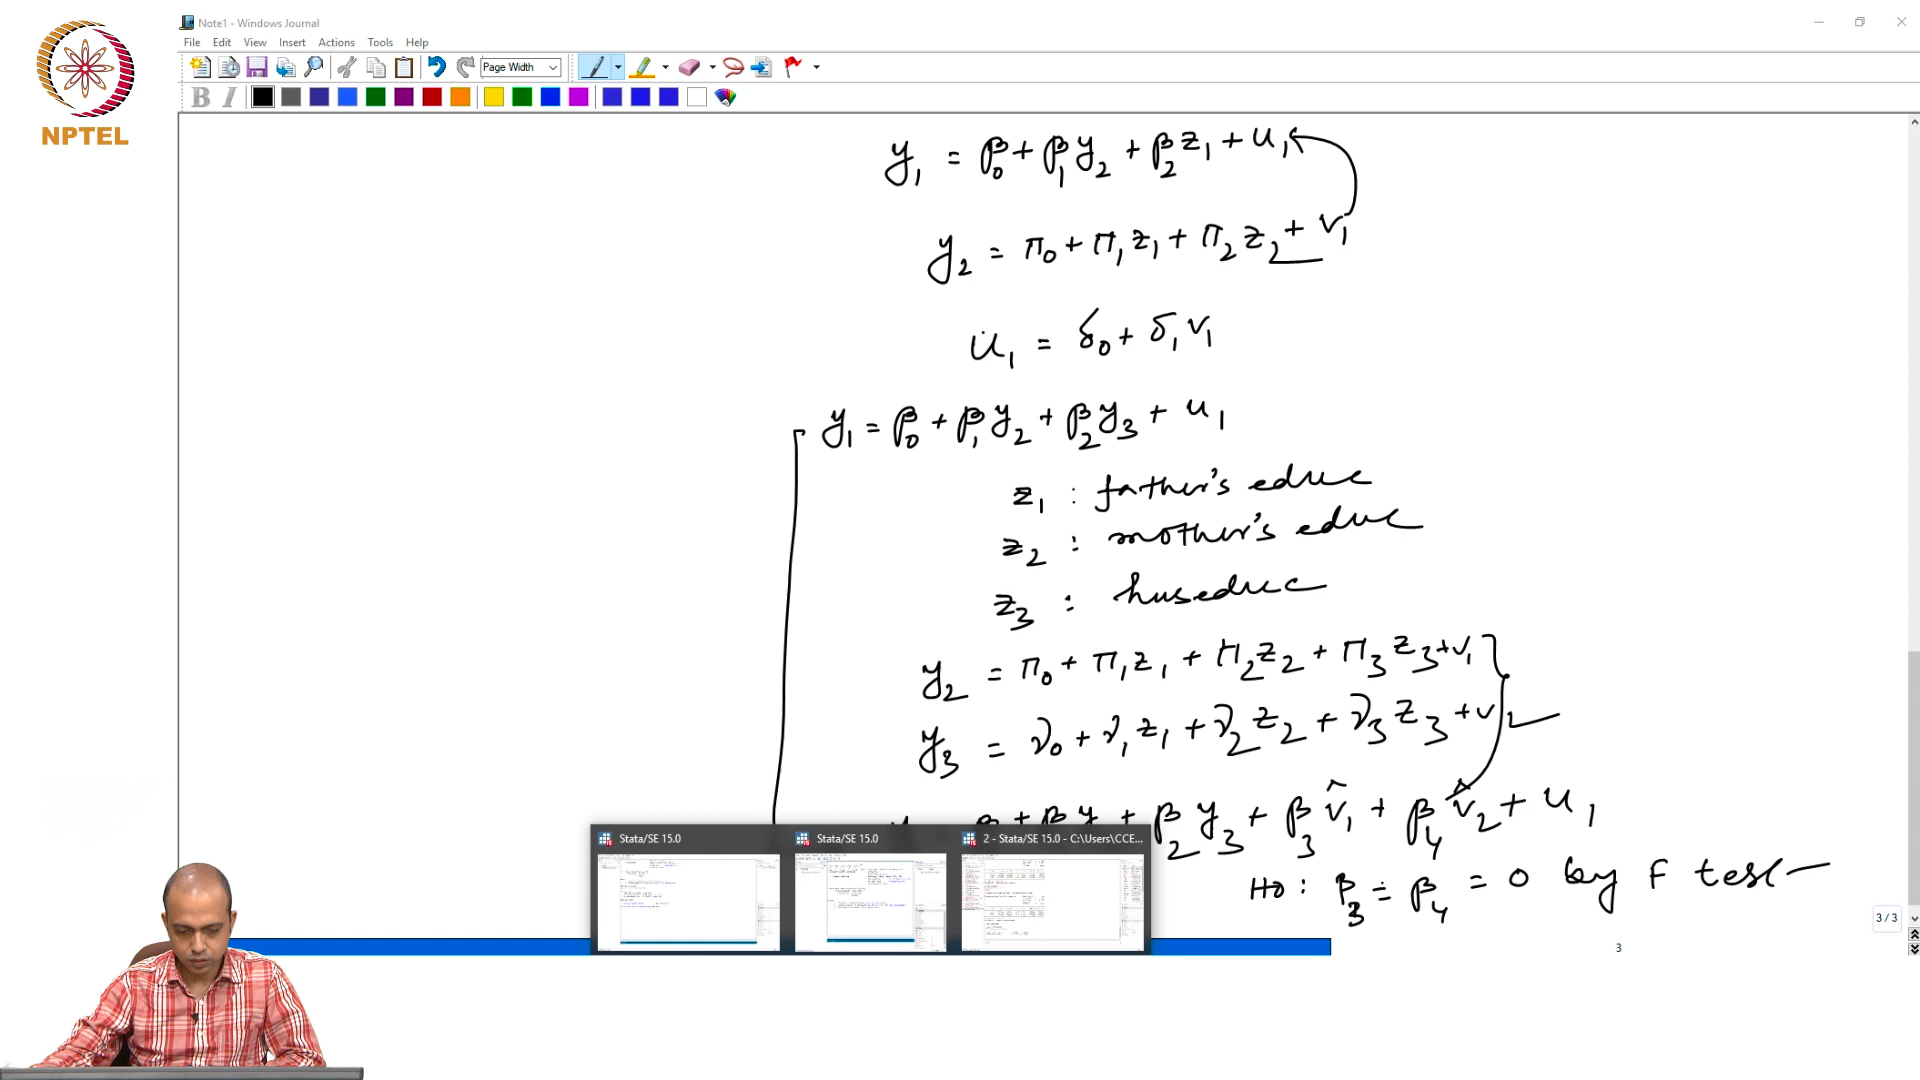 NPTEL
Note1 - Windows Journal
File Edit View Insert Actions Tools Help
Page Width
B I
y₁ = β₀ + β₁y₂ + β₂z₁ + u₁
y₂ = π₀ + π₁z₁ + π₂z₂ + v₁
u₁ = δ₀ + δ₁v₁
y₁ = β₀ + β₁y₂ + β₂y₃ + u₁
z₁ : father's educ
z₂ : mother's educ
z₃ : huseduc
y₂ = π₀ + π₁z₁ + π₂z₂ + π₃z₃ + v₁
y₃ = ν₀ + ν₁z₁ + ν₂z₂ + ν₃z₃ + v₂
+ β₂y₃ + β₃v̂₁ + β₄v̂₂ + u₁
Stata/SE 15.0
Stata/SE 15.0
2 - Stata/SE 15.0 - C:\Users\CCE...
H0 : β₃ = β₄ = 0 by F test
3 / 3
3